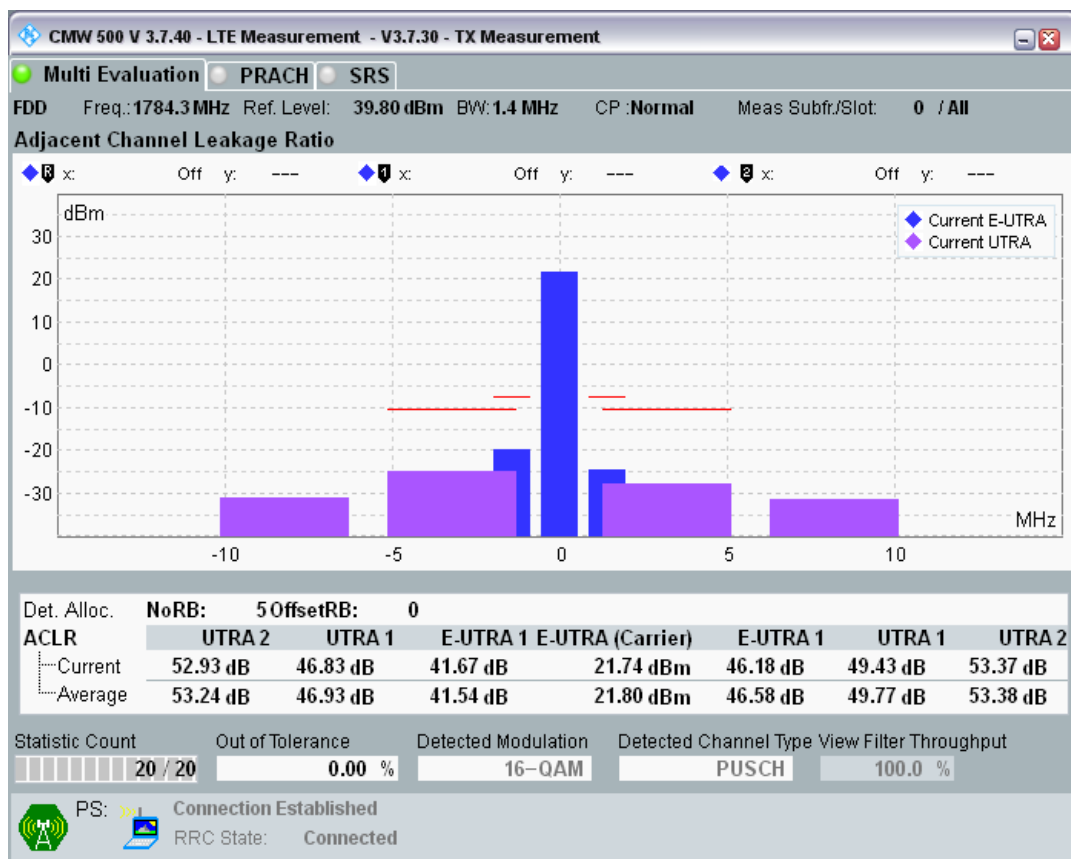 CMW 500 V 3.7.40 - LTE Measurement - V3.7.30 - TX Measurement
Multi Evaluation PRACH SRS
FDD Freq.: 1784.3 MHz Ref. Level: 39.80 dBm BW: 1.4 MHz CP :Normal Meas Subfr./Slot: 0 / All
Adjacent Channel Leakage Ratio
R x: Off y: --- 1 x: Off y: --- 2 x: Off y: ---
dBm
Current E-UTRA
Current UTRA
30
20
10
0
-10
-20
-30
MHz
-10 -5 0 5 10
Det. Alloc. NoRB: 5 OffsetRB: 0
ACLR UTRA 2 UTRA 1 E-UTRA 1 E-UTRA (Carrier) E-UTRA 1 UTRA 1 UTRA 2
Current 52.93 dB 46.83 dB 41.67 dB 21.74 dBm 46.18 dB 49.43 dB 53.37 dB
Average 53.24 dB 46.93 dB 41.54 dB 21.80 dBm 46.58 dB 49.77 dB 53.38 dB
Statistic Count Out of Tolerance Detected Modulation Detected Channel Type View Filter Throughput
20 / 20 0.00 % 16-QAM PUSCH 100.0 %
PS: Connection Established
RRC State: Connected